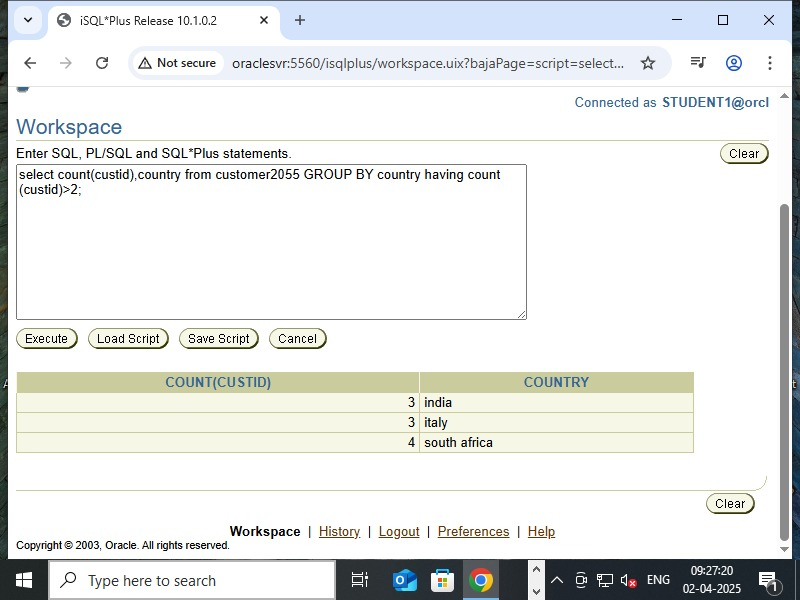 iSQL*Plus Release 10.1.0.2
Not secure
oraclesvr:5560/isqlplus/workspace.uix?bajaPage=script=select...
Connected as STUDENT1@orcl
Workspace
Enter SQL, PL/SQL and SQL*Plus statements.
Clear
select count(custid),country from customer2055 GROUP BY country having count
(custid)>2;
Execute
Load Script
Save Script
Cancel
COUNT(CUSTID) COUNTRY
3 india
3 italy
4 south africa
Clear
Workspace | History | Logout | Preferences | Help
Copyright © 2003, Oracle. All rights reserved.
Type here to search
ENG
09:27:20
02-04-2025
1